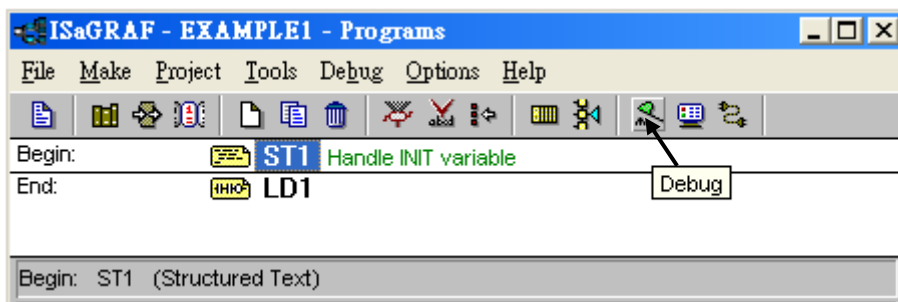 ISaGRAF - EXAMPLE1 - Programs
File Make Project Tools Debug Options Help
Begin: ST1 Handle INIT variable
End: LD1
Debug
Begin: ST1 (Structured Text)